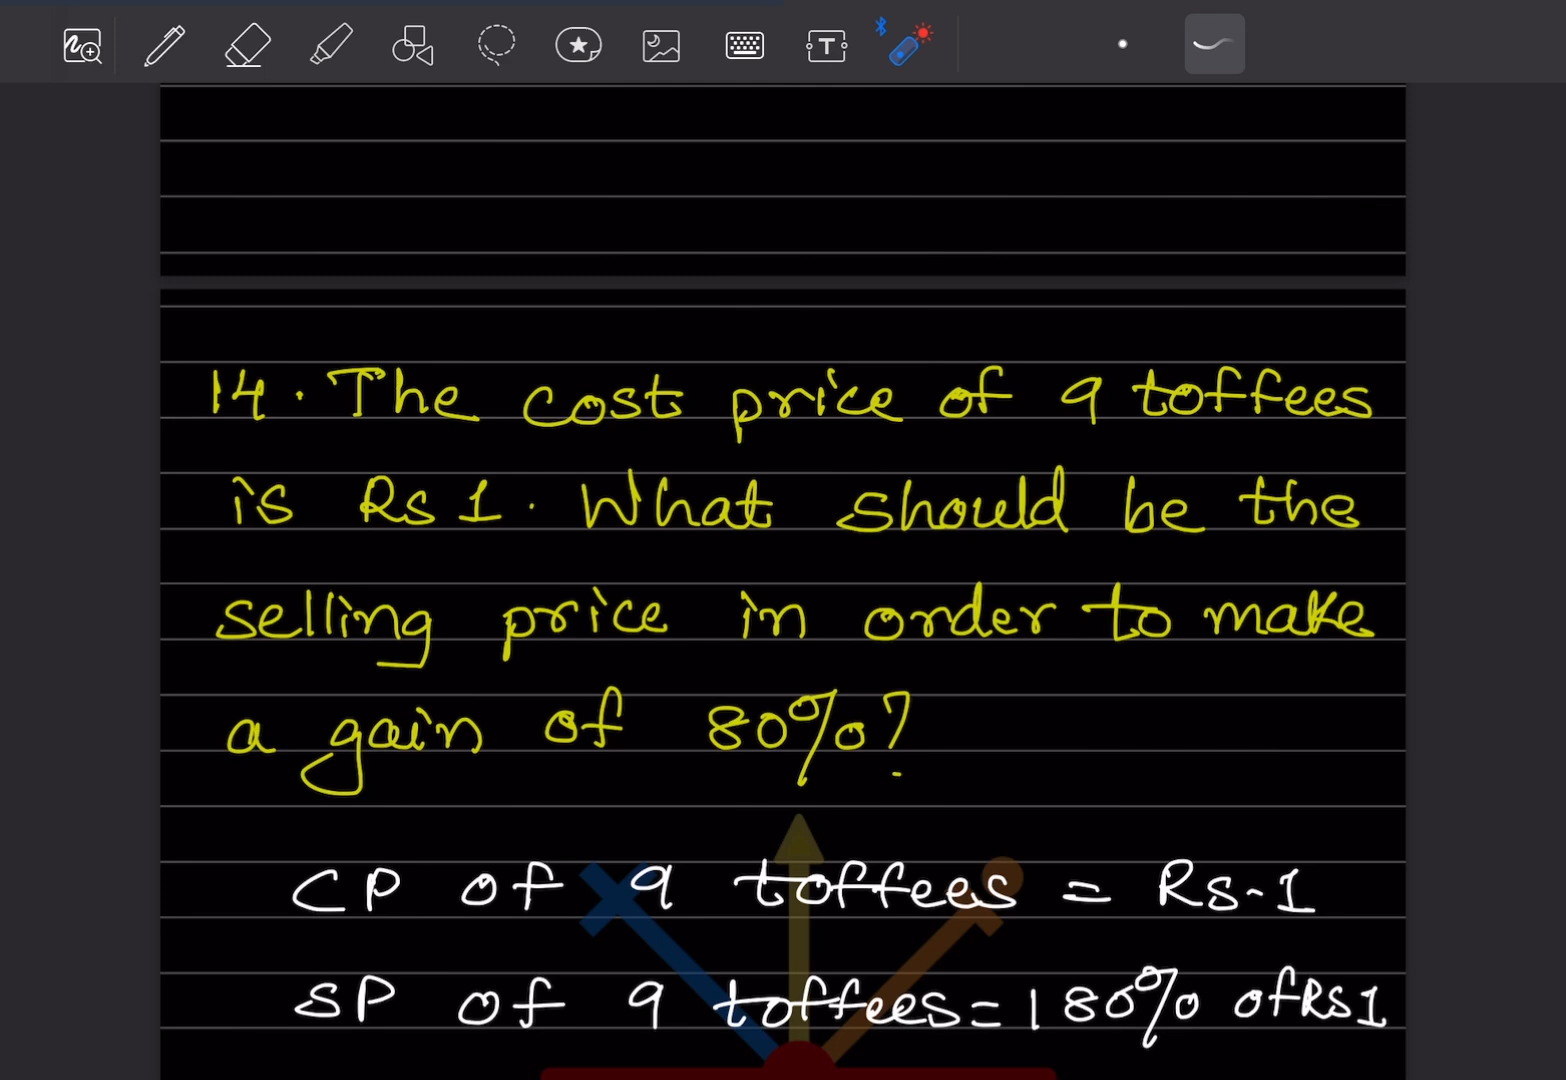 14. The cost price of 9 toffees
is Rs 1. What should be the
selling price in order to make
a gain of 80%?
CP of 9 toffees = Rs-1
SP of 9 toffees = 180% of Rs 1